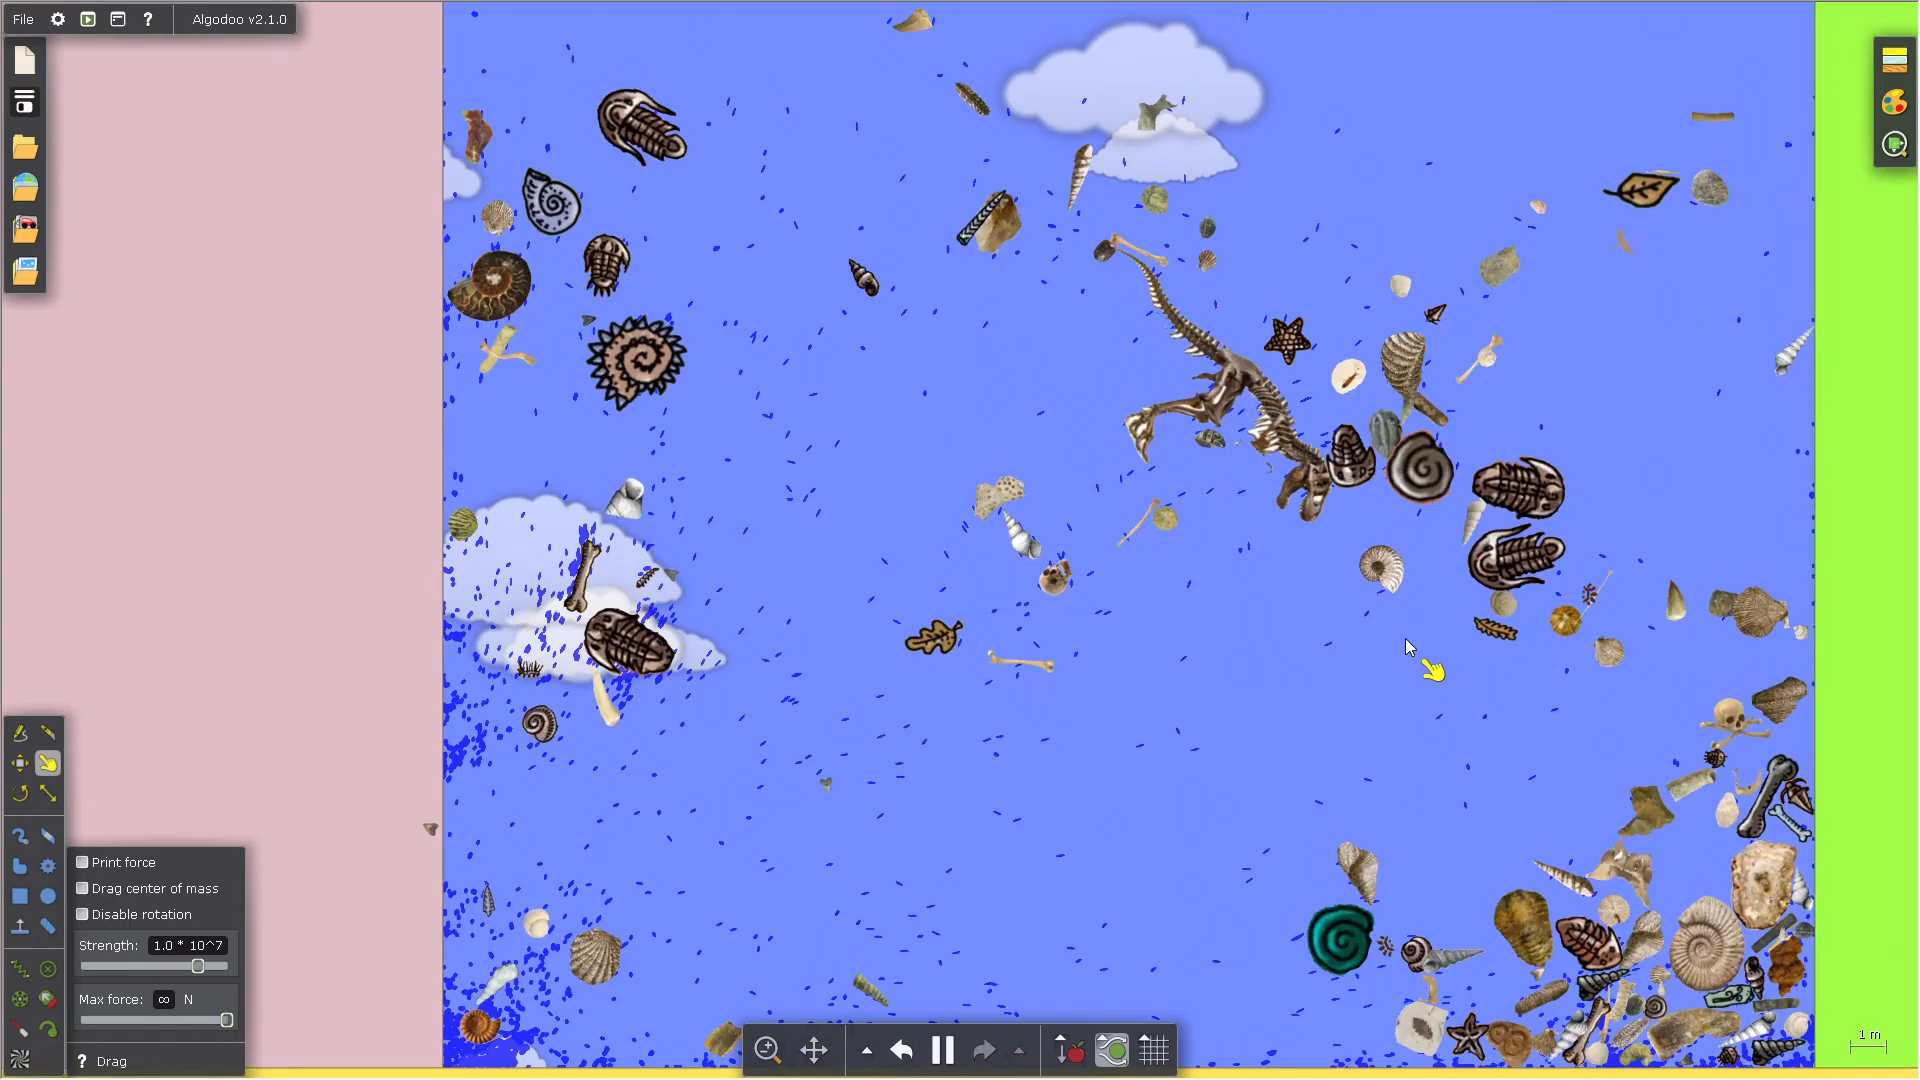 File ? Algodoo v2.1.0
Print force
Drag center of mass
Disable rotation
Strength: 1.0 * 10^7
Max force: ∞ N
? Drag
1 m